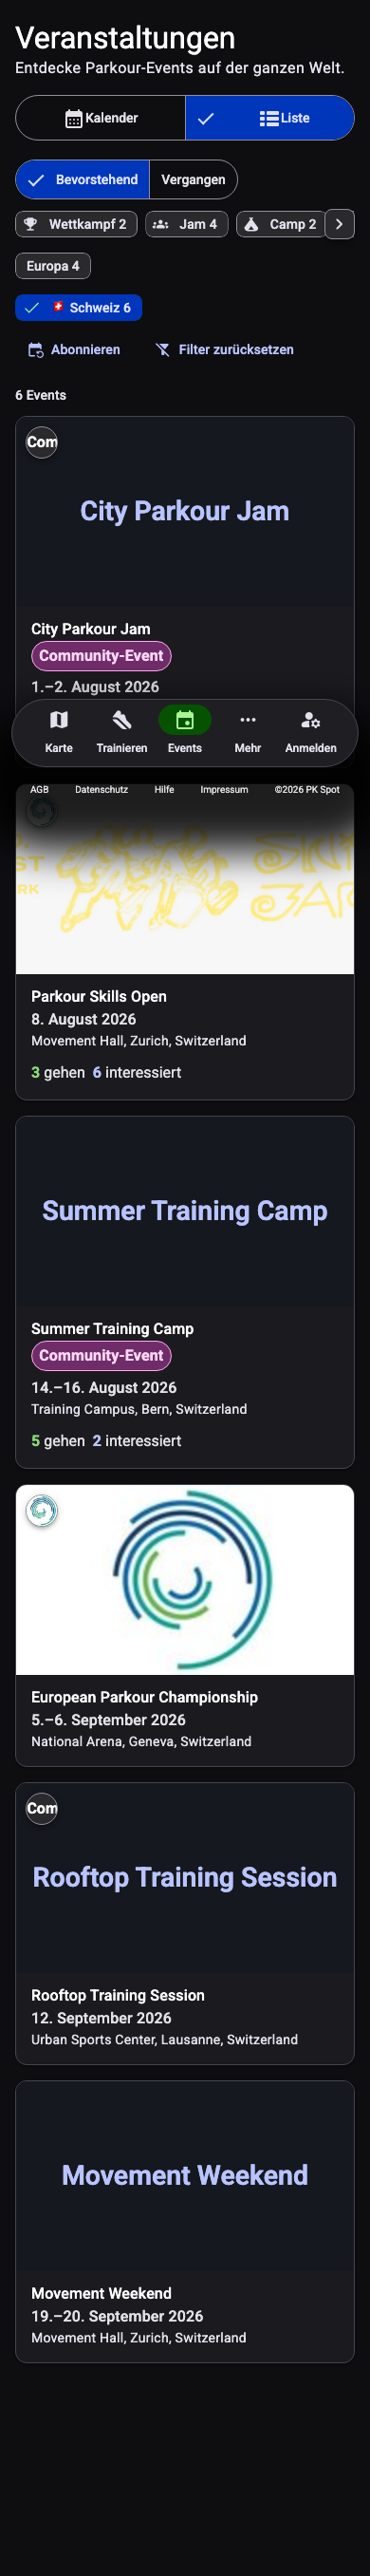 Veranstaltungen
Entdecke Parkour-Events auf der ganzen Welt.
Kalender
Liste
Bevorstehend
Vergangen
Wettkampf 2
Jam 4
Camp 2
Europa 4
Schweiz 6
Abonnieren
Filter zurücksetzen
6 Events
Com
City Parkour Jam
City Parkour Jam
Community-Event
1.–2. August 2026
Karte
Trainieren
Events
Mehr
Anmelden
AGB
Datenschutz
Hilfe
Impressum
©2026 PK Spot
Parkour Skills Open
8. August 2026
Movement Hall, Zurich, Switzerland
3 gehen 6 interessiert
Summer Training Camp
Summer Training Camp
Community-Event
14.–16. August 2026
Training Campus, Bern, Switzerland
5 gehen 2 interessiert
European Parkour Championship
5.–6. September 2026
National Arena, Geneva, Switzerland
Com
Rooftop Training Session
Rooftop Training Session
12. September 2026
Urban Sports Center, Lausanne, Switzerland
Movement Weekend
Movement Weekend
19.–20. September 2026
Movement Hall, Zurich, Switzerland